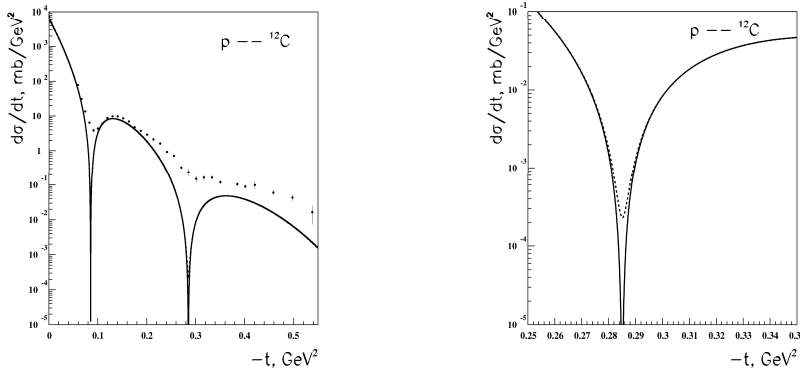 dσ/dt, mb/GeV²
10⁴
10³
10²
10
1
10⁻¹
10⁻²
10⁻³
10⁻⁴
10⁻⁵
p −− ¹²C
0 0.1 0.2 0.3 0.4 0.5
−t, GeV²
dσ/dt, mb/GeV²
10⁻¹
10⁻²
10⁻³
10⁻⁴
10⁻⁵
p −− ¹²C
0.25 0.26 0.27 0.28 0.29 0.3 0.31 0.32 0.33 0.34 0.3
−t, GeV²